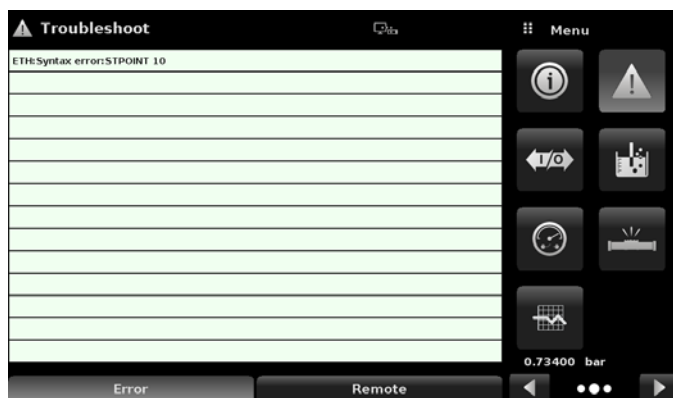 Troubleshoot
Menu
ETH:Syntax error:STPOINT 10
I/O
0.73400 bar
Error
Remote